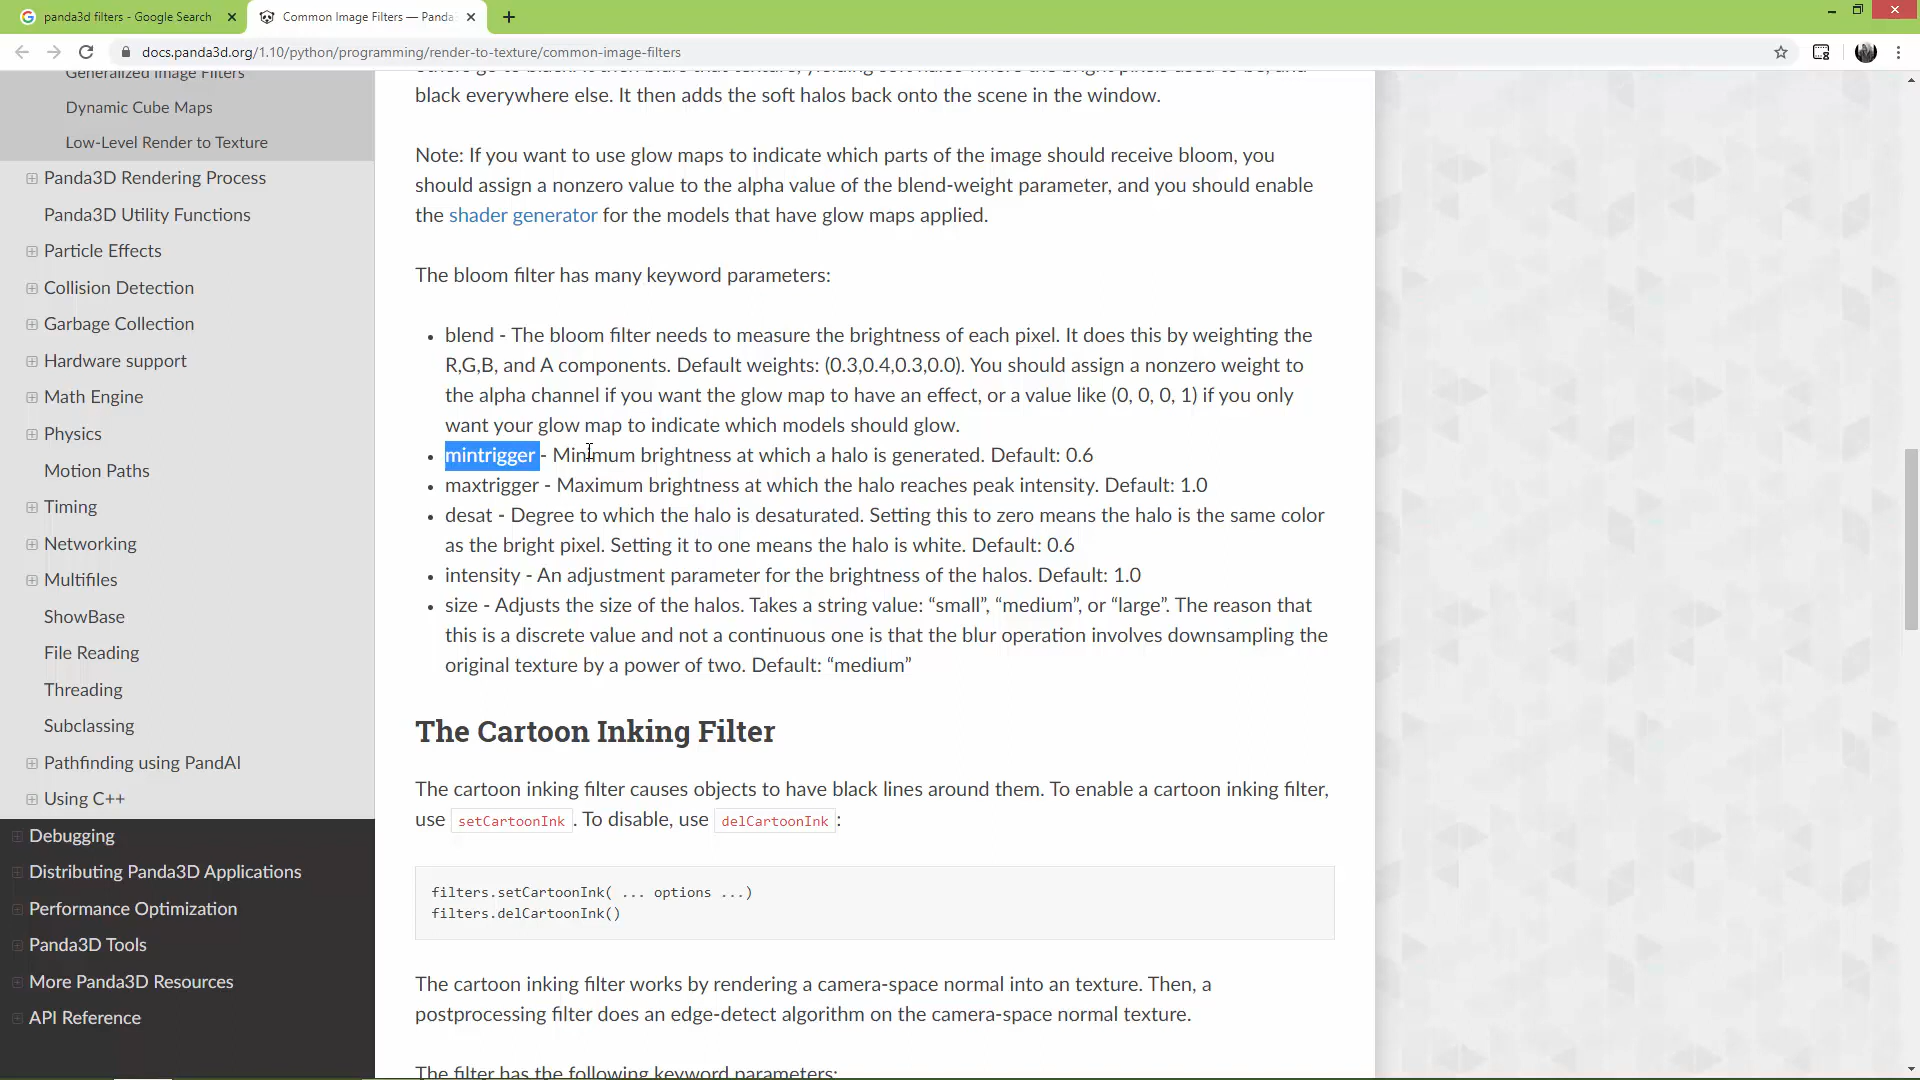 panda3d filters - Google Search
Common Image Filters — Panda
docs.panda3d.org/1.10/python/programming/render-to-texture/common-image-filters
Generalized Image Filters
Dynamic Cube Maps
Low-Level Render to Texture
Panda3D Rendering Process
Panda3D Utility Functions
Particle Effects
Collision Detection
Garbage Collection
Hardware support
Math Engine
Physics
Motion Paths
Timing
Networking
Multifiles
ShowBase
File Reading
Threading
Subclassing
Pathfinding using PandAI
Using C++
Debugging
Distributing Panda3D Applications
Performance Optimization
Panda3D Tools
More Panda3D Resources
API Reference
others go to black. It then blurs that texture, yielding soft halos where the bright pixels used to be, and
black everywhere else. It then adds the soft halos back onto the scene in the window.
Note: If you want to use glow maps to indicate which parts of the image should receive bloom, you
should assign a nonzero value to the alpha value of the blend-weight parameter, and you should enable
the shader generator for the models that have glow maps applied.
The bloom filter has many keyword parameters:
• blend - The bloom filter needs to measure the brightness of each pixel. It does this by weighting the
R,G,B, and A components. Default weights: (0.3,0.4,0.3,0.0). You should assign a nonzero weight to
the alpha channel if you want the glow map to have an effect, or a value like (0, 0, 0, 1) if you only
want your glow map to indicate which models should glow.
• mintrigger - Minimum brightness at which a halo is generated. Default: 0.6
• maxtrigger - Maximum brightness at which the halo reaches peak intensity. Default: 1.0
• desat - Degree to which the halo is desaturated. Setting this to zero means the halo is the same color
as the bright pixel. Setting it to one means the halo is white. Default: 0.6
• intensity - An adjustment parameter for the brightness of the halos. Default: 1.0
• size - Adjusts the size of the halos. Takes a string value: “small”, “medium”, or “large”. The reason that
this is a discrete value and not a continuous one is that the blur operation involves downsampling the
original texture by a power of two. Default: “medium”
The Cartoon Inking Filter
The cartoon inking filter causes objects to have black lines around them. To enable a cartoon inking filter,
use setCartoonInk . To disable, use delCartoonInk :
filters.setCartoonInk( ... options ...)
filters.delCartoonInk()
The cartoon inking filter works by rendering a camera-space normal into an texture. Then, a
postprocessing filter does an edge-detect algorithm on the camera-space normal texture.
The filter has the following keyword parameters: